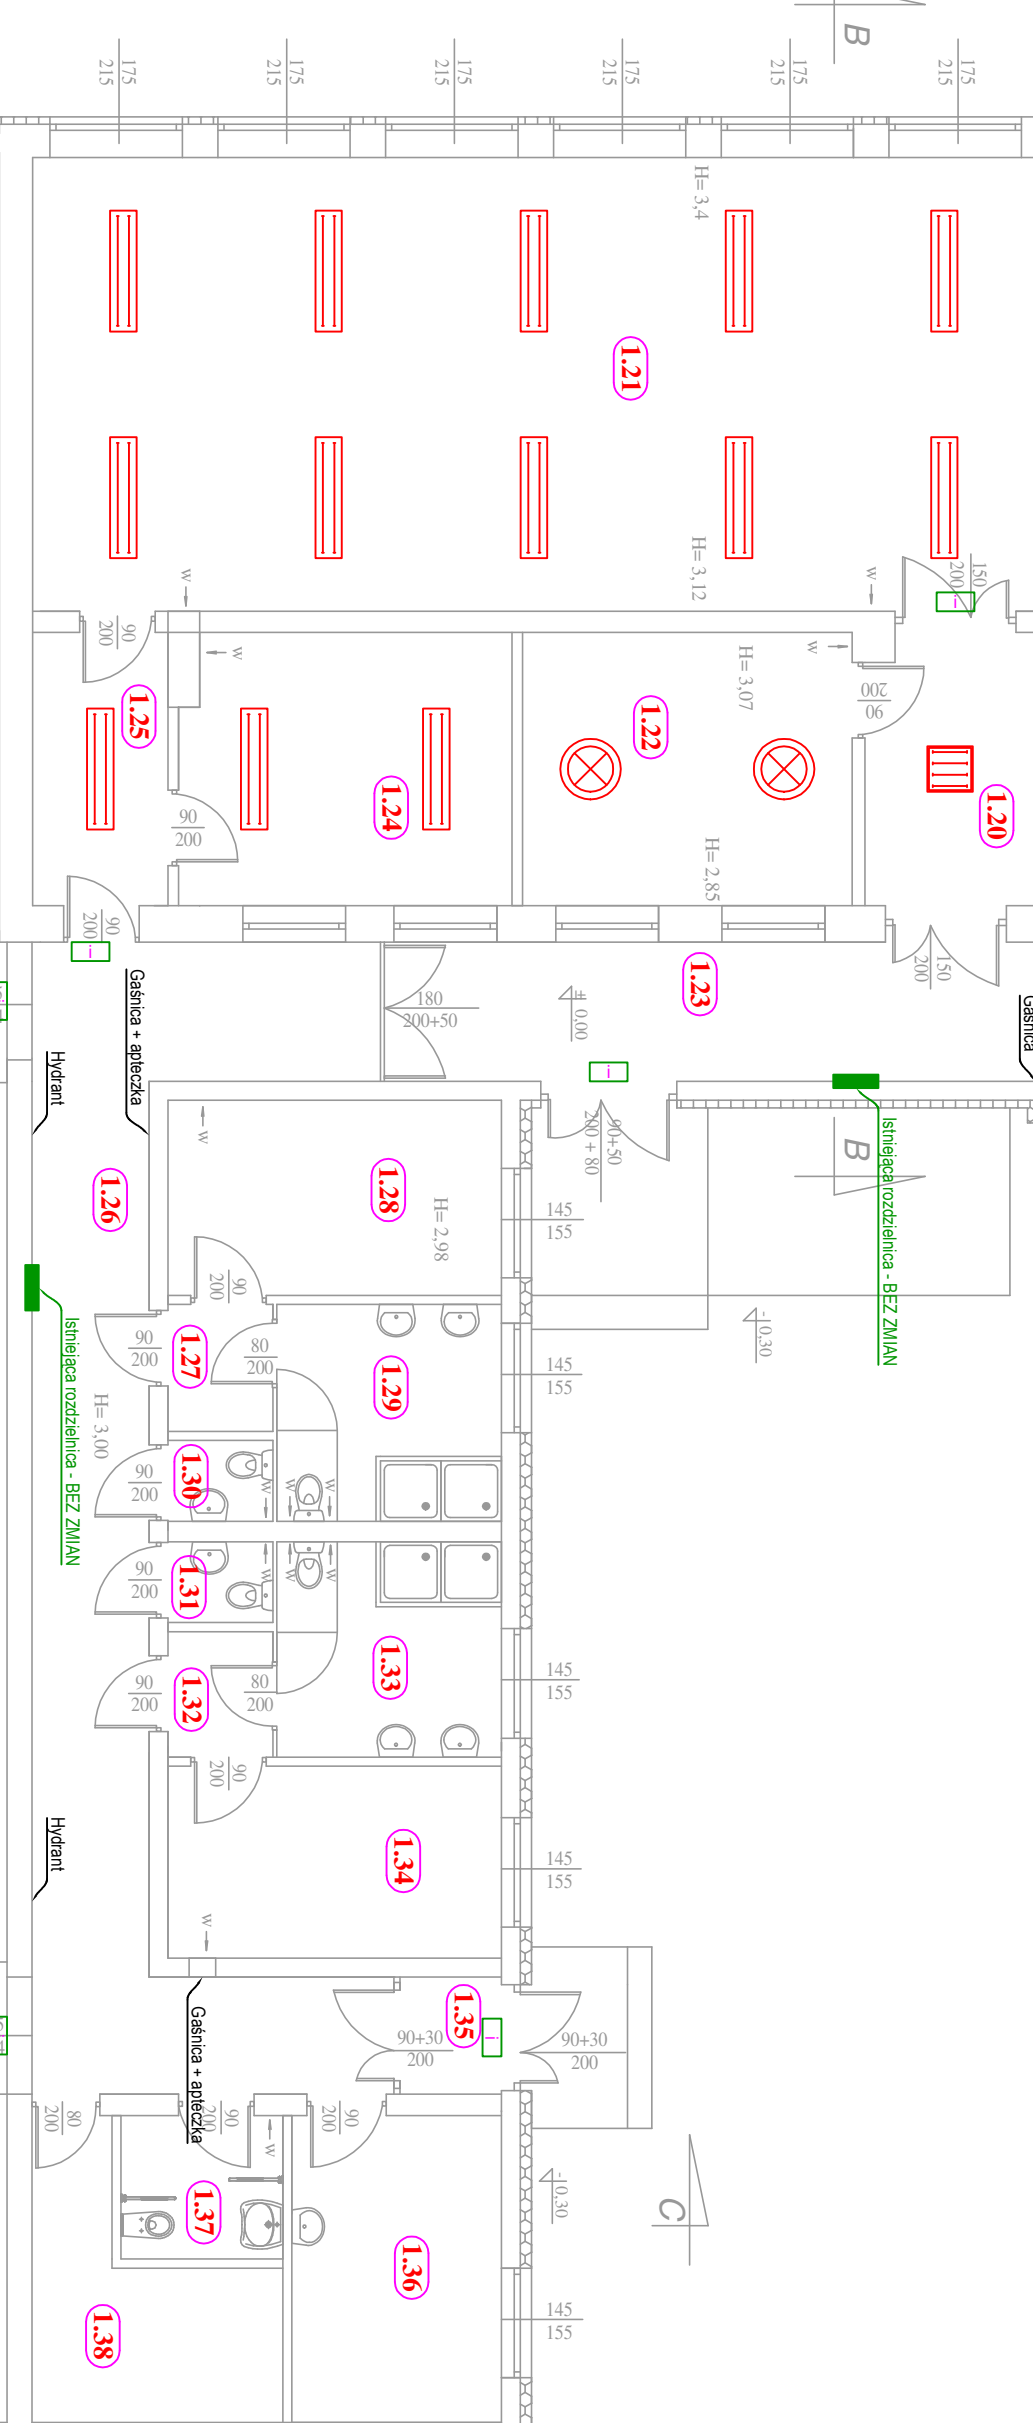 B
175
215
175
215
175
215
175
215
175
215
175
215
H= 3,4
1.21
H= 3,12
w
w
150
200
i
90
200
w
w
H= 3,07
90
200
1.25
1.22
1.24
1.20
90
200
H= 2,85
90
200
i
150
200
1.23
Gaśnica + apteczka
180
200+50
± 0,00
Gaśnica
Hydrant
i
w
90+50
200 + 80
B
Istniejąca rozdzielnica - BEZ ZMIAN
1.26
1.28
H= 2,98
145
155
90
200
Istniejąca rozdzielnica - BEZ ZMIAN
90
200
1.27
80
200
1.29
145
155
- 0,30
H= 3,00
90
200
1.30
w
w
w
90
200
1.31
w
w
w
90
200
1.32
80
200
1.33
145
155
90
200
Hydrant
1.34
145
155
w
Gaśnica + apteczka
1.35
i
90+30
200
90+30
200
80
200
90
200
90
200
w
- 0,30
C
1.37
1.36
1.38
145
155